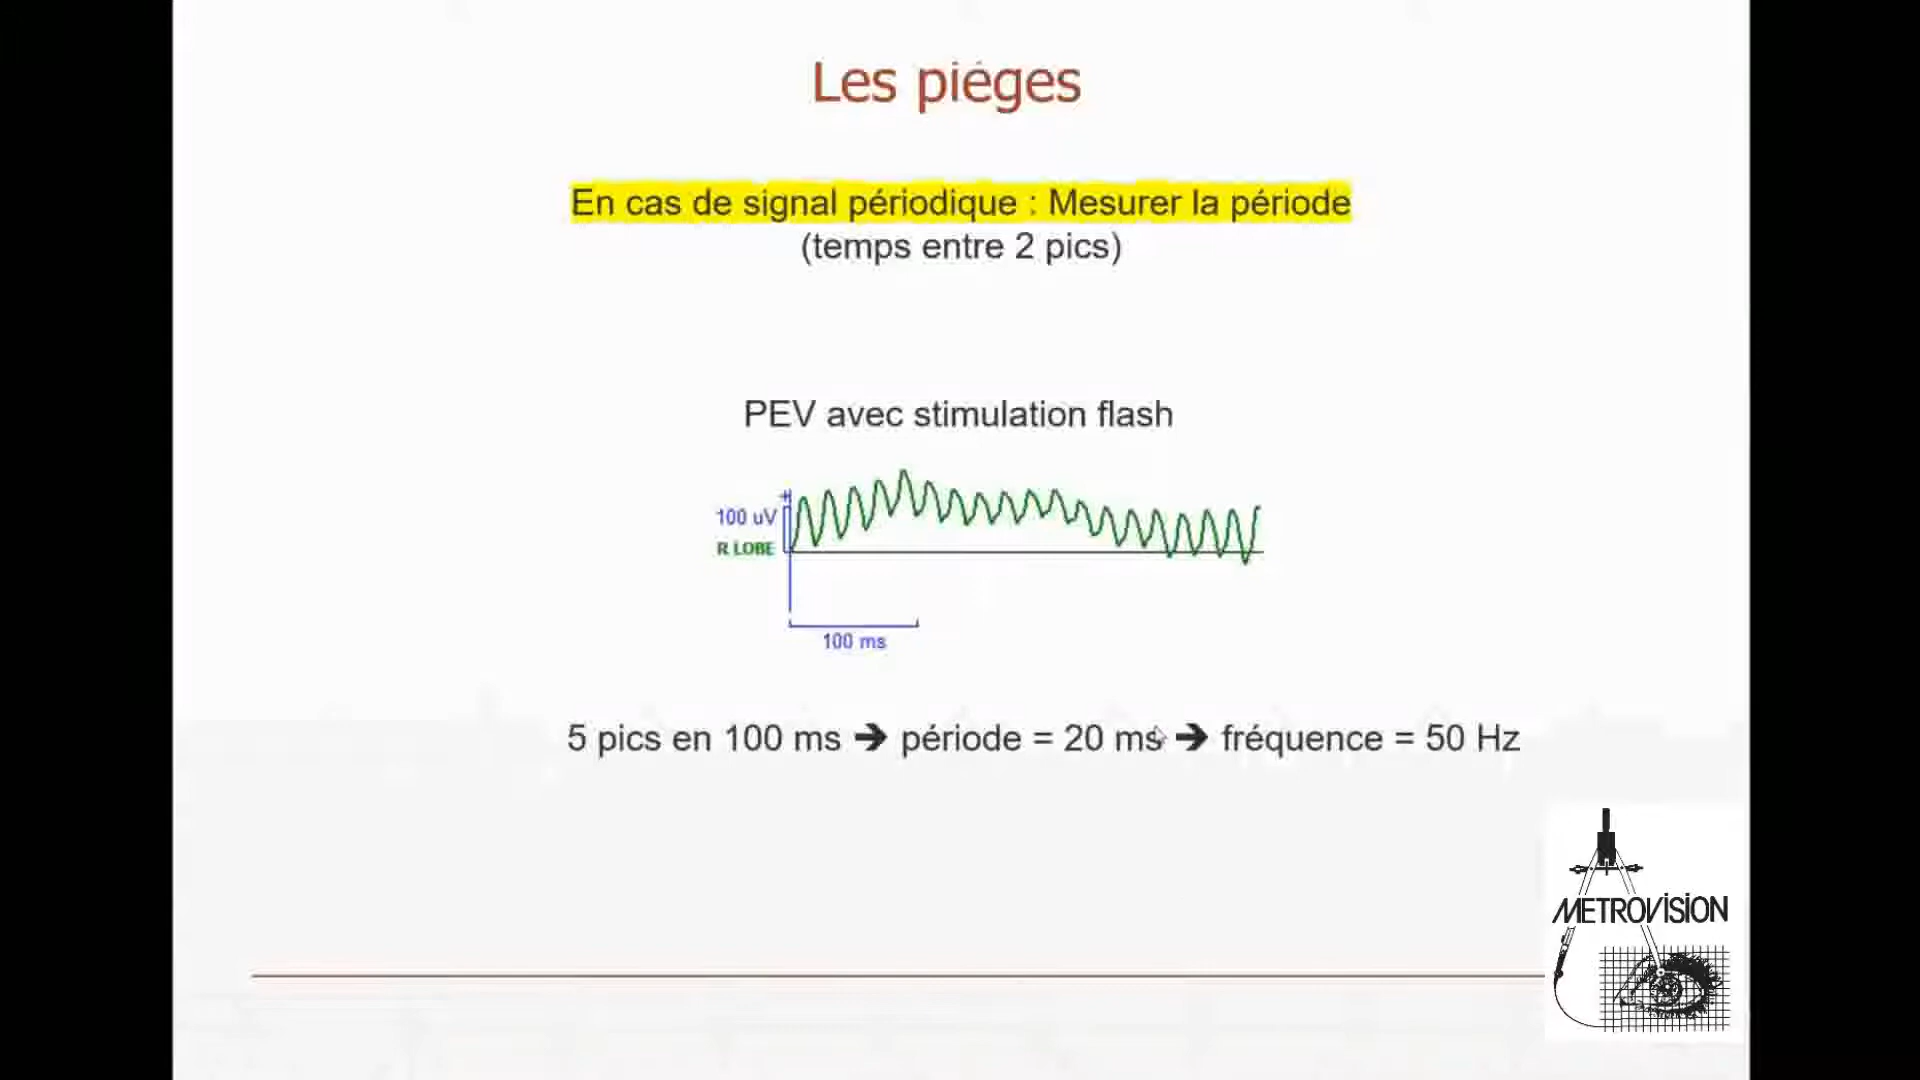 Les pièges
En cas de signal périodique : Mesurer la période
(temps entre 2 pics)
PEV avec stimulation flash
100 uV
R LOBE
100 ms
5 pics en 100 ms ➔ période = 20 ms ➔ fréquence = 50 Hz
METROVISION